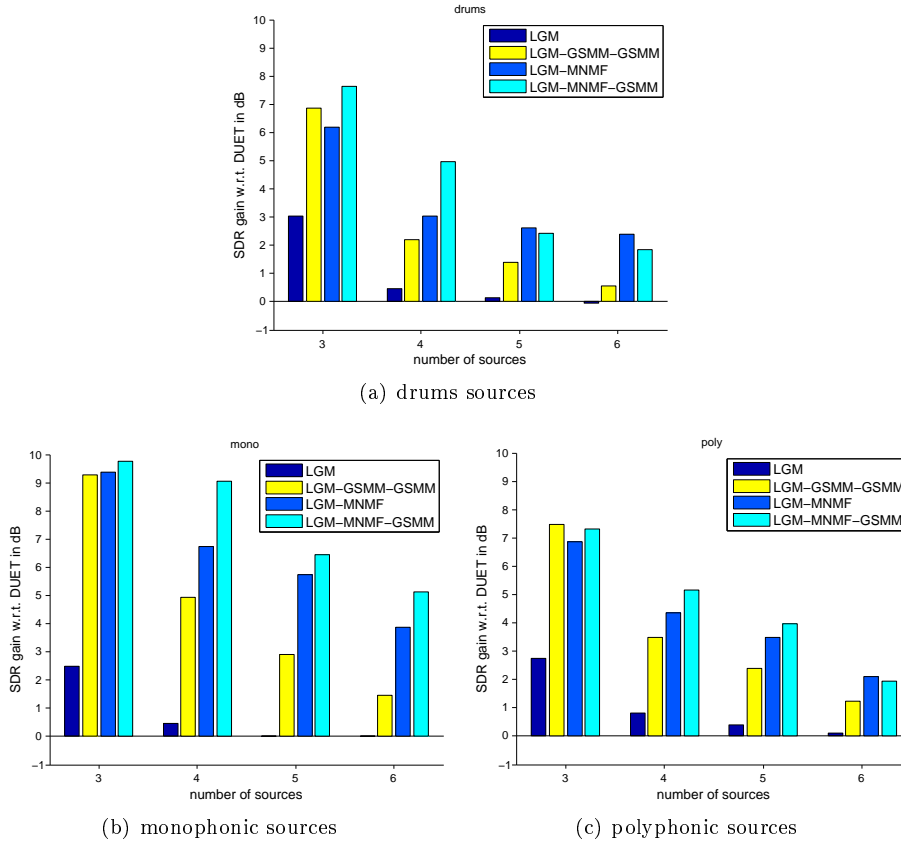 drums
10
9
8
7
6
5
4
3
2
1
0
−1
SDR gain w.r.t. DUET in dB
LGM
LGM−GSMM−GSMM
LGM−MNMF
LGM−MNMF−GSMM
3 4 5 6
number of sources
(a) drums sources
mono
10
9
8
7
6
5
4
3
2
1
0
−1
SDR gain w.r.t. DUET in dB
LGM
LGM−GSMM−GSMM
LGM−MNMF
LGM−MNMF−GSMM
3 4 5 6
number of sources
(b) monophonic sources
poly
10
9
8
7
6
5
4
3
2
1
0
−1
SDR gain w.r.t. DUET in dB
LGM
LGM−GSMM−GSMM
LGM−MNMF
LGM−MNMF−GSMM
3 4 5 6
number of sources
(c) polyphonic sources